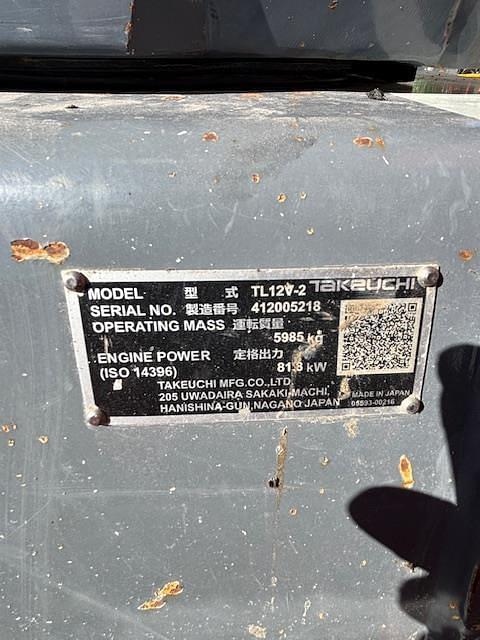 MODEL 型 式 TL12V-2 TAKEUCHI
SERIAL NO. 製造番号 412005218
OPERATING MASS 運転質量
5985 kg
ENGINE POWER 定格出力
(ISO 14396) 81.8 kW
TAKEUCHI MFG.CO.,LTD.
205 UWADAIRA SAKAKI-MACHI,
HANISHINA-GUN,NAGANO JAPAN
MADE IN JAPAN
05593-00216